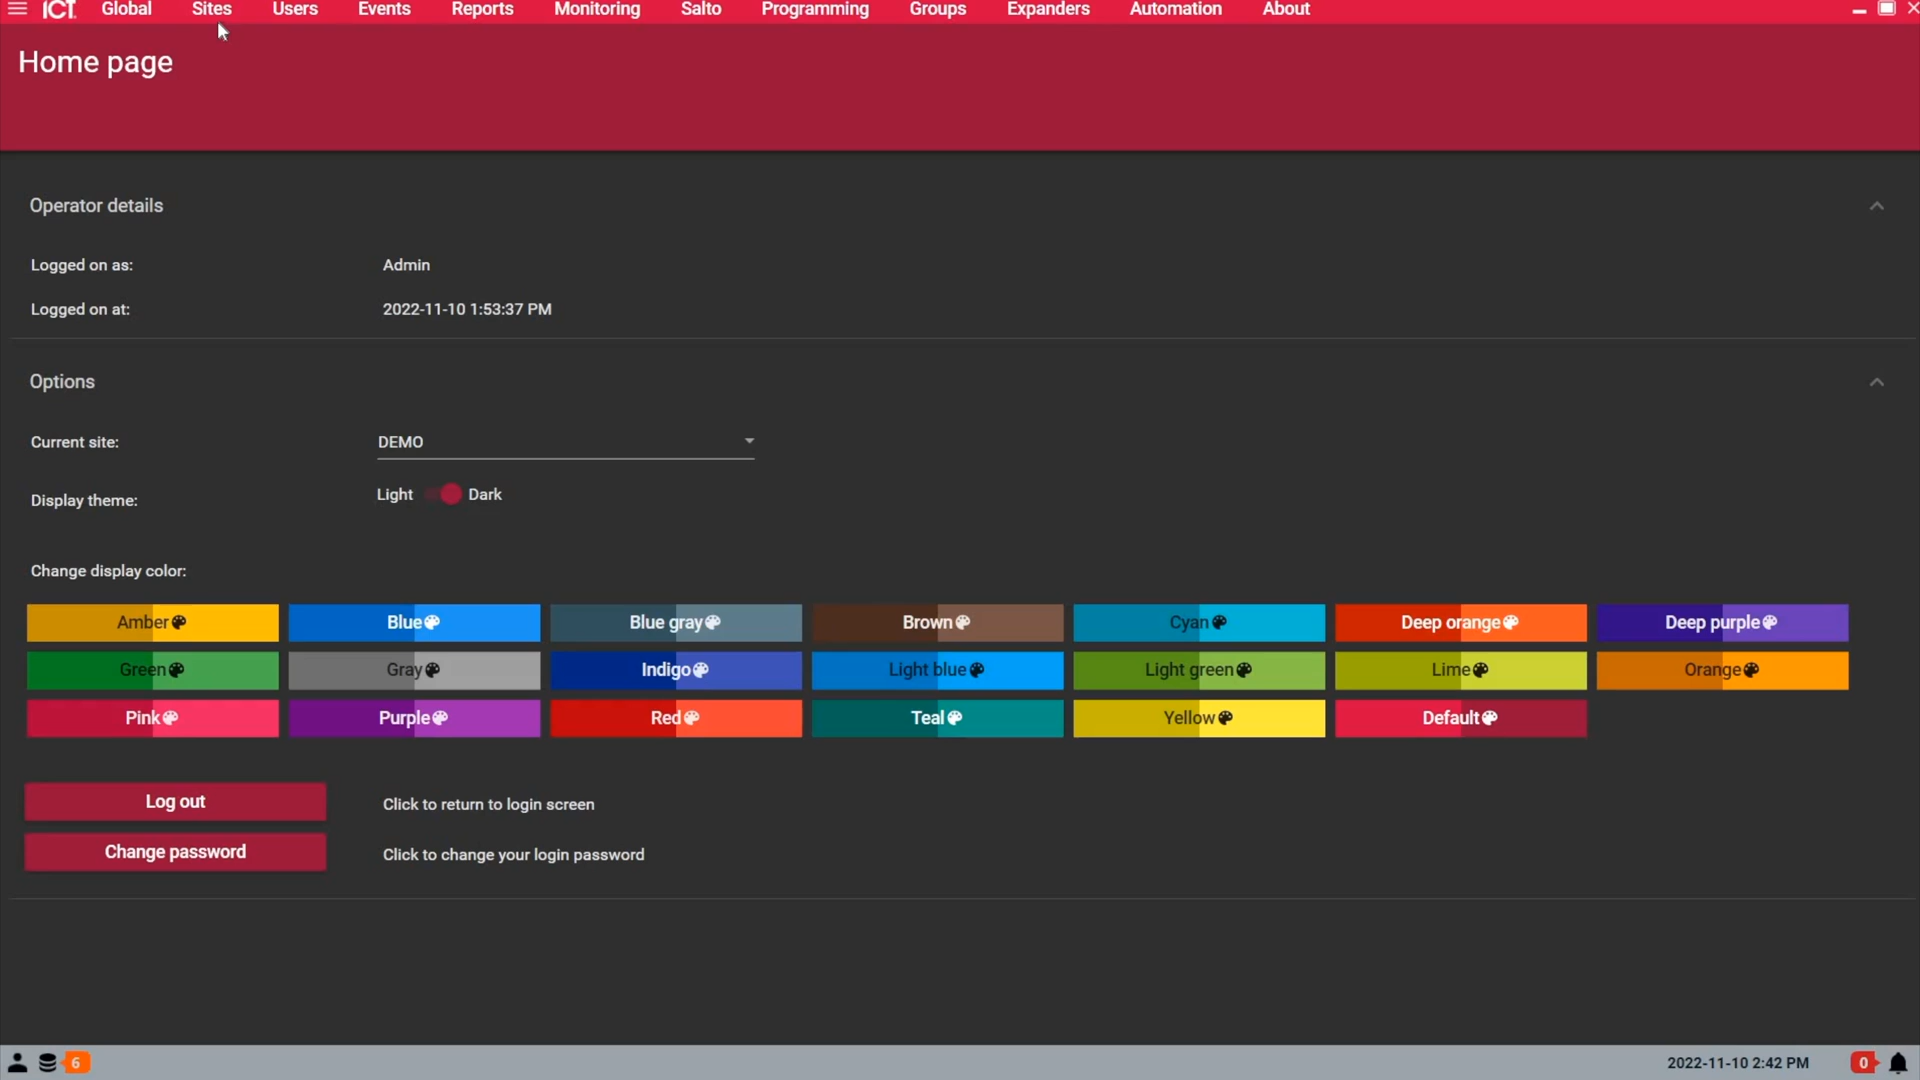 ICT Global Sites Users Events Reports Monitoring Salto Programming Groups Expanders Automation About
Home page
Operator details
Logged on as: Admin
Logged on at: 2022-11-10 1:53:37 PM
Options
Current site: DEMO
Display theme: Light Dark
Change display color:
Amber Blue Blue gray Brown Cyan Deep orange Deep purple
Green Gray Indigo Light blue Light green Lime Orange
Pink Purple Red Teal Yellow Default
Log out Click to return to login screen
Change password Click to change your login password
6 2022-11-10 2:42 PM 0